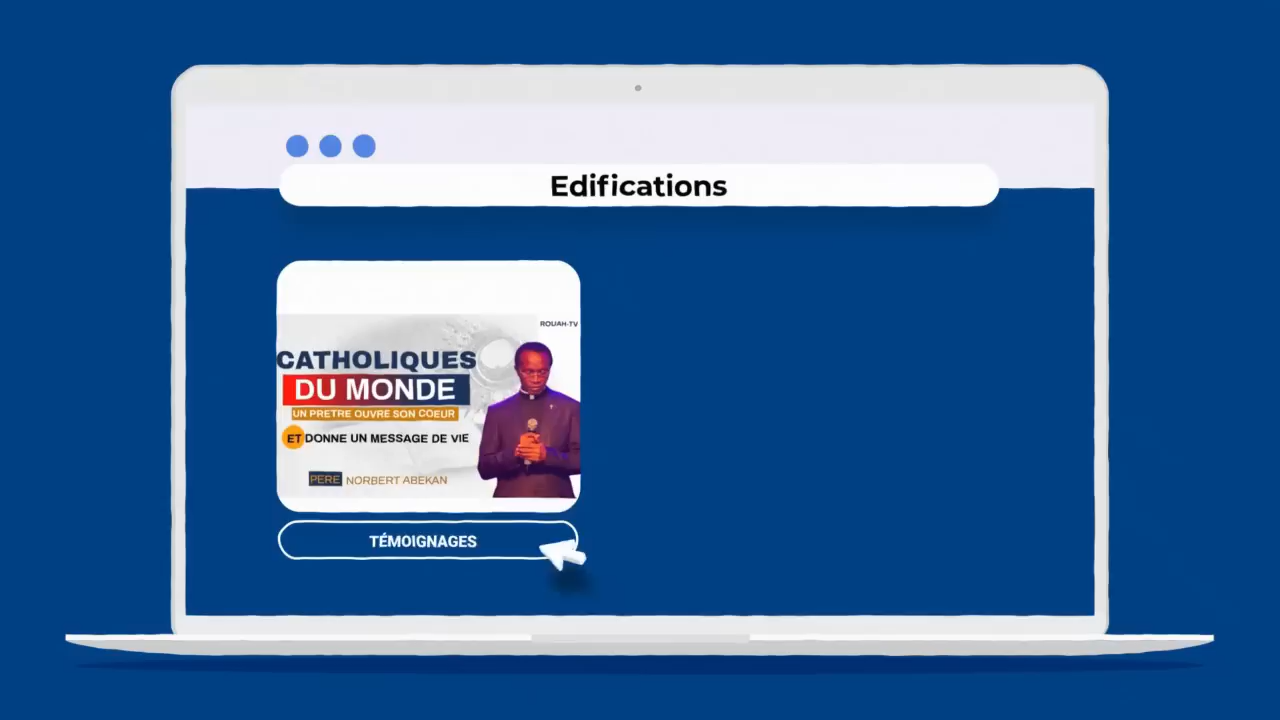 Edifications
ROUAH-TV
CATHOLIQUES
DU MONDE
UN PRETRE OUVRE SON COEUR
ET DONNE UN MESSAGE DE VIE
PERE NORBERT ABEKAN
TÉMOIGNAGES